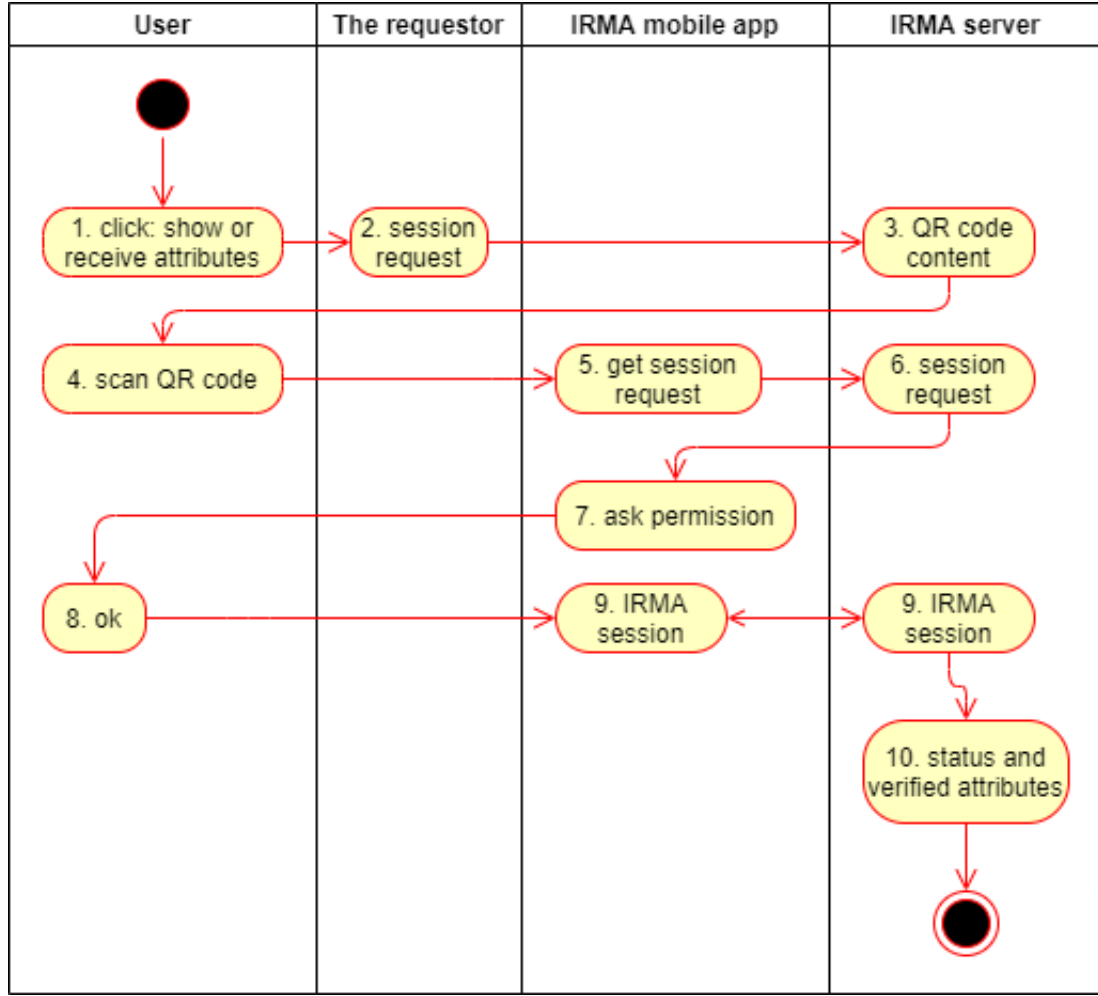 User
The requestor
IRMA mobile app
IRMA server
1. click: show or
receive attributes
2. session
request
3. QR code
content
4. scan QR code
5. get session
request
6. session
request
7. ask permission
8. ok
9. IRMA
session
9. IRMA
session
10. status and
verified attributes